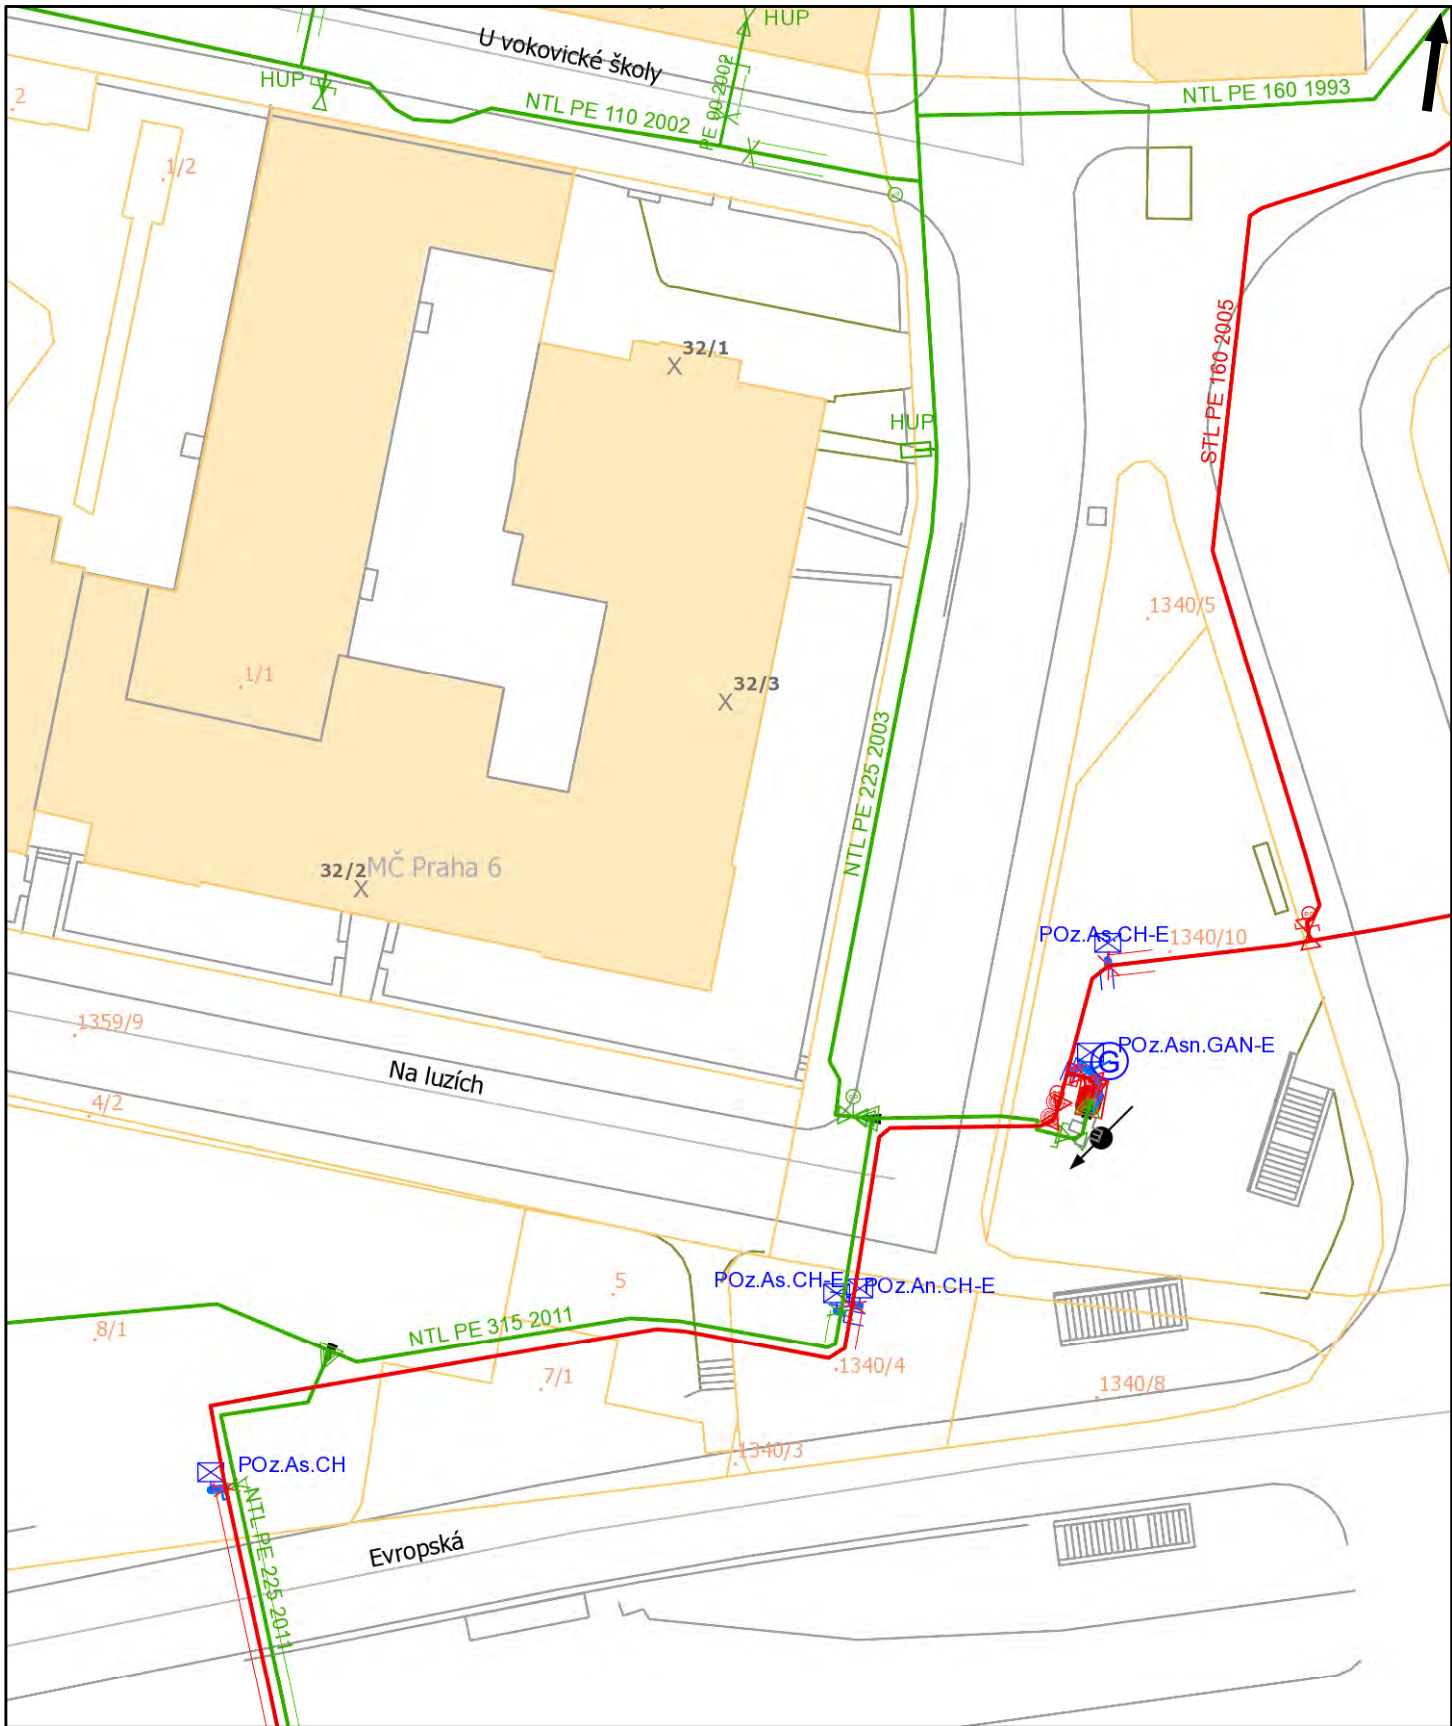 HUP
U vokovické školy
HUP
NTL PE 160 1993
NTL PE 110 2002
PE 90 2002
2
1/2
32/1
STL PE 160 2005
HUP
1340/5
1/1
32/3
NTL PE 225 2003
32/2
MČ Praha 6
POz.As.CH-E
1340/10
1359/9
Na luzích
POz.Asn.GAN-E
G
4/2
5
POz.As.CH-E
POz.An.CH-E
8/1
NTL PE 315 2011
7/1
1340/4
1340/8
1340/3
POz.As.CH
NTL PE 225 2011
Evropská